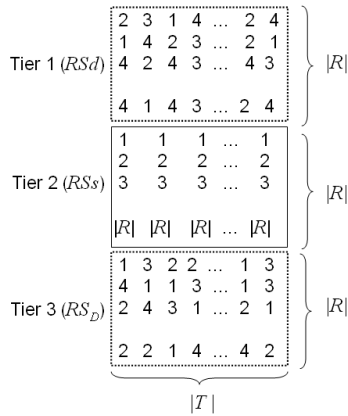 2 3 1 4 ... 2 4
1 4 2 3 ... 2 1
Tier 1 (RSd) 4 2 4 3 ... 4 3 |R|
4 1 4 3 ... 2 4
1 1 1 ... 1
2 2 2 ... 2
Tier 2 (RSs) 3 3 3 ... 3 |R|
|R| |R| |R| ... |R|
1 3 2 2 ... 1 3
4 1 1 3 ... 1 3
Tier 3 (RS_D) 2 4 3 1 ... 2 1 |R|
2 2 1 4 ... 4 2
|T|